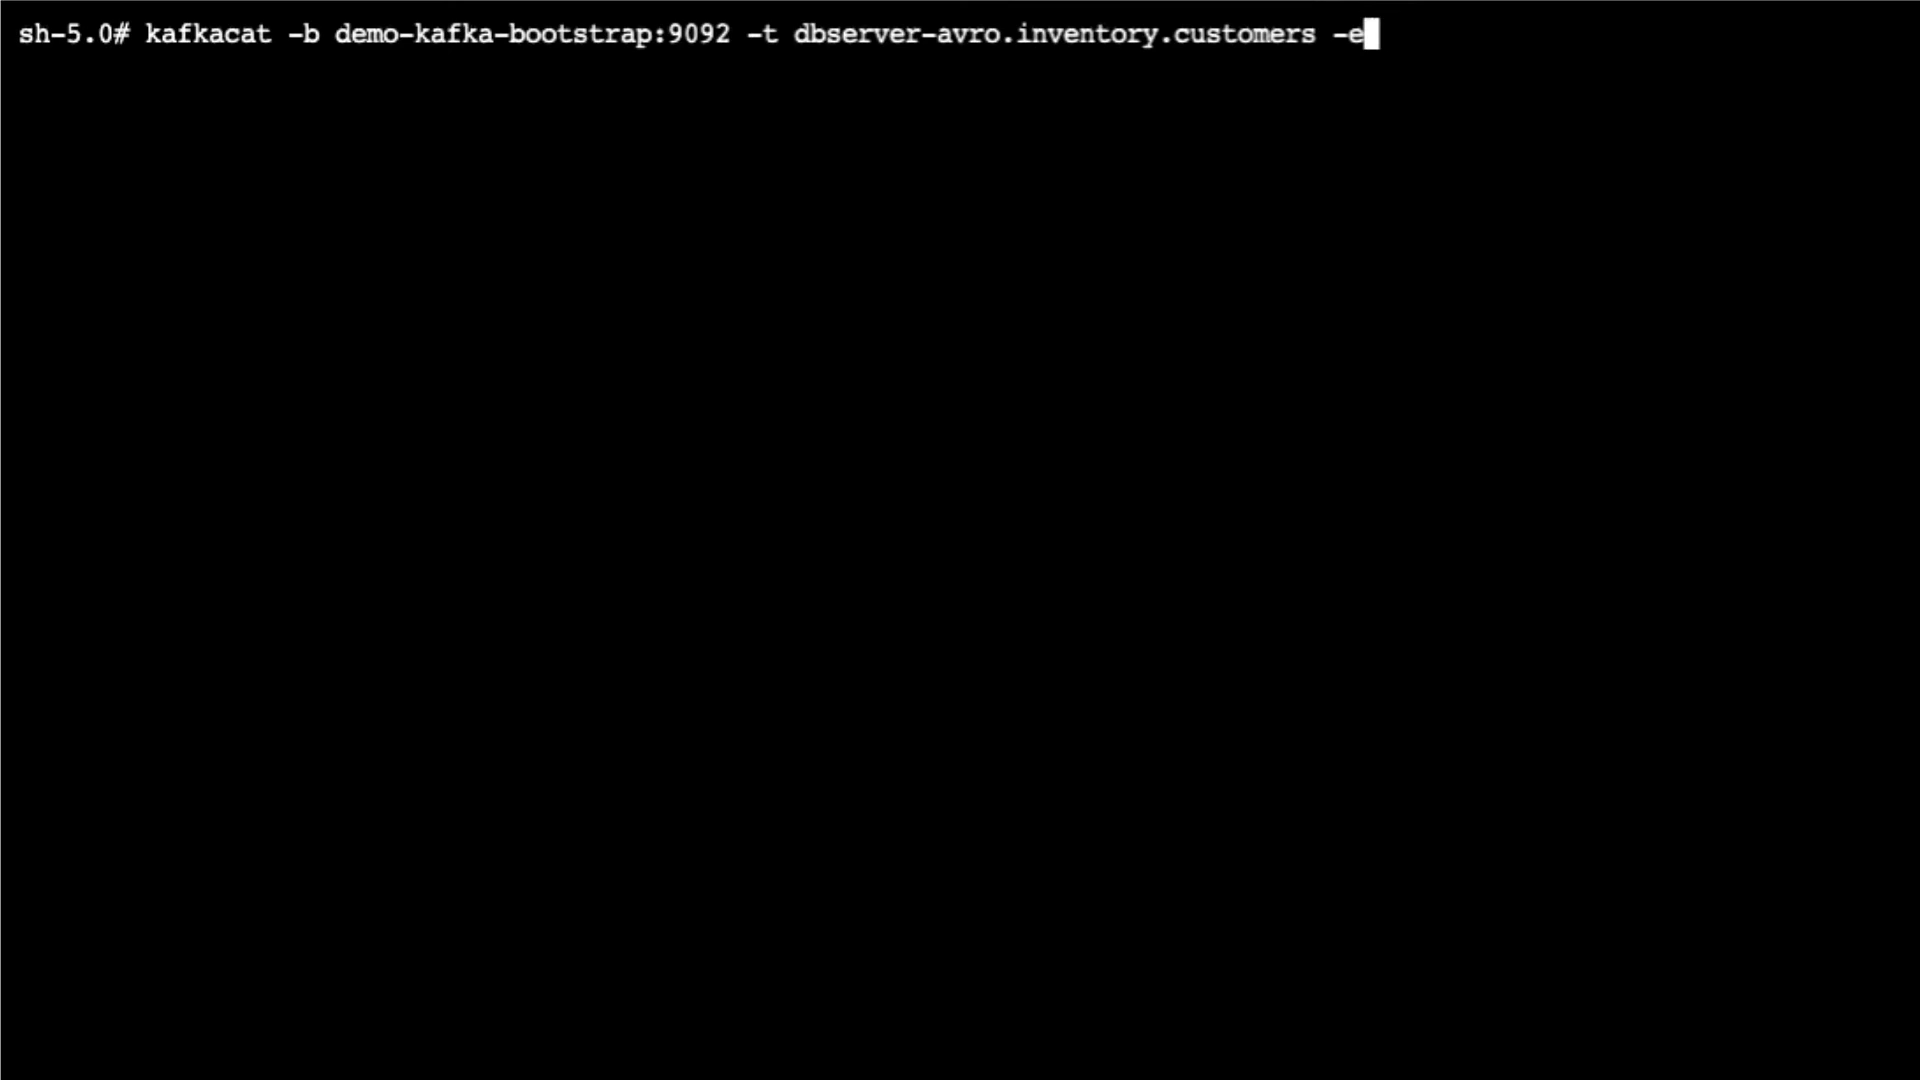 sh-5.0# kafkacat -b demo-kafka-bootstrap:9092 -t dbserver-avro.inventory.customers -e